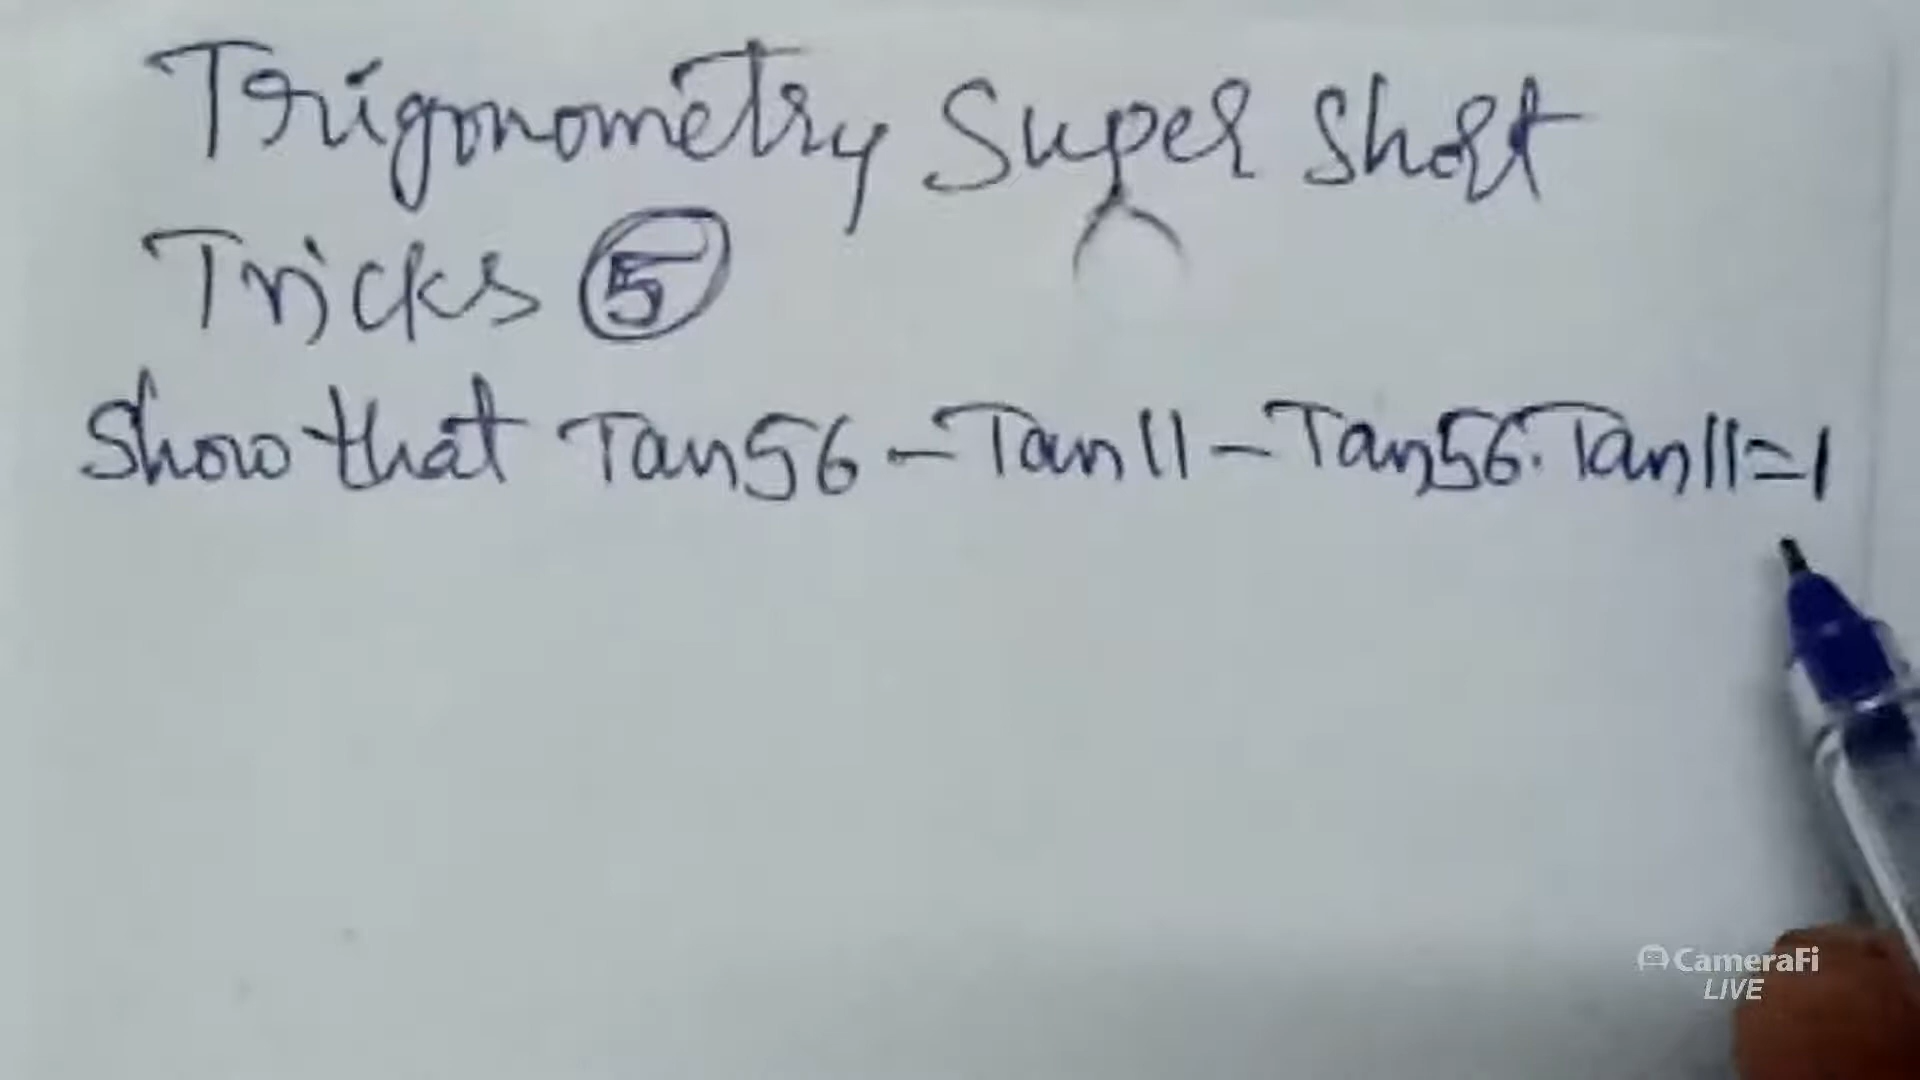 Trigonometry Super Short
Tricks 5
Show that Tan56 - Tan11 - Tan56.Tan11=1
CameraFi
LIVE